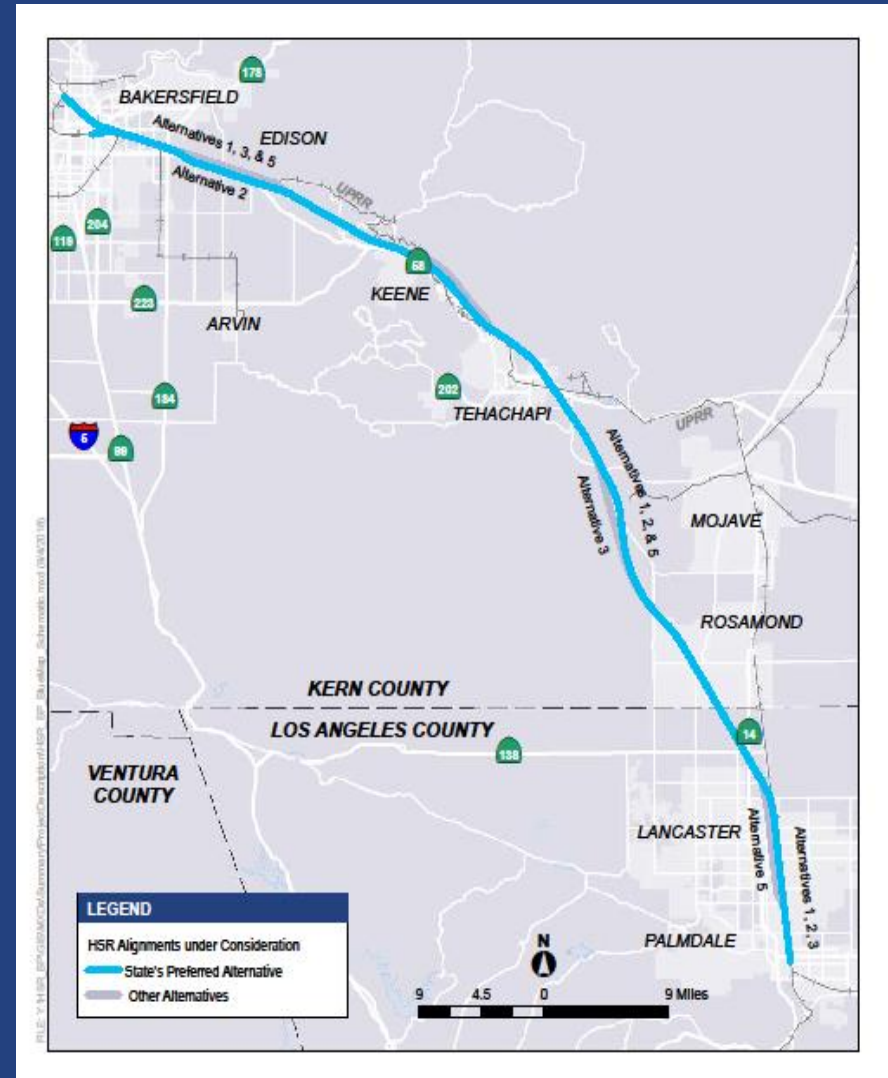 178
BAKERSFIELD
Alternatives 1, 3, & 5
EDISON
Alternative 2
UPRR
204
119
58
KEENE
223
ARVIN
184
202
TEHACHAPI
UPRR
5
99
Alternatives 1, 2, & 5
Alternative 3
MOJAVE
ROSAMOND
KERN COUNTY
LOS ANGELES COUNTY
14
138
VENTURA
COUNTY
LANCASTER
Alternative 5
Alternatives 1, 2, 3
PALMDALE
LEGEND
HSR Alignments under Consideration
State's Preferred Alternative
Other Alternatives
N
9 4.5 0 9 Miles